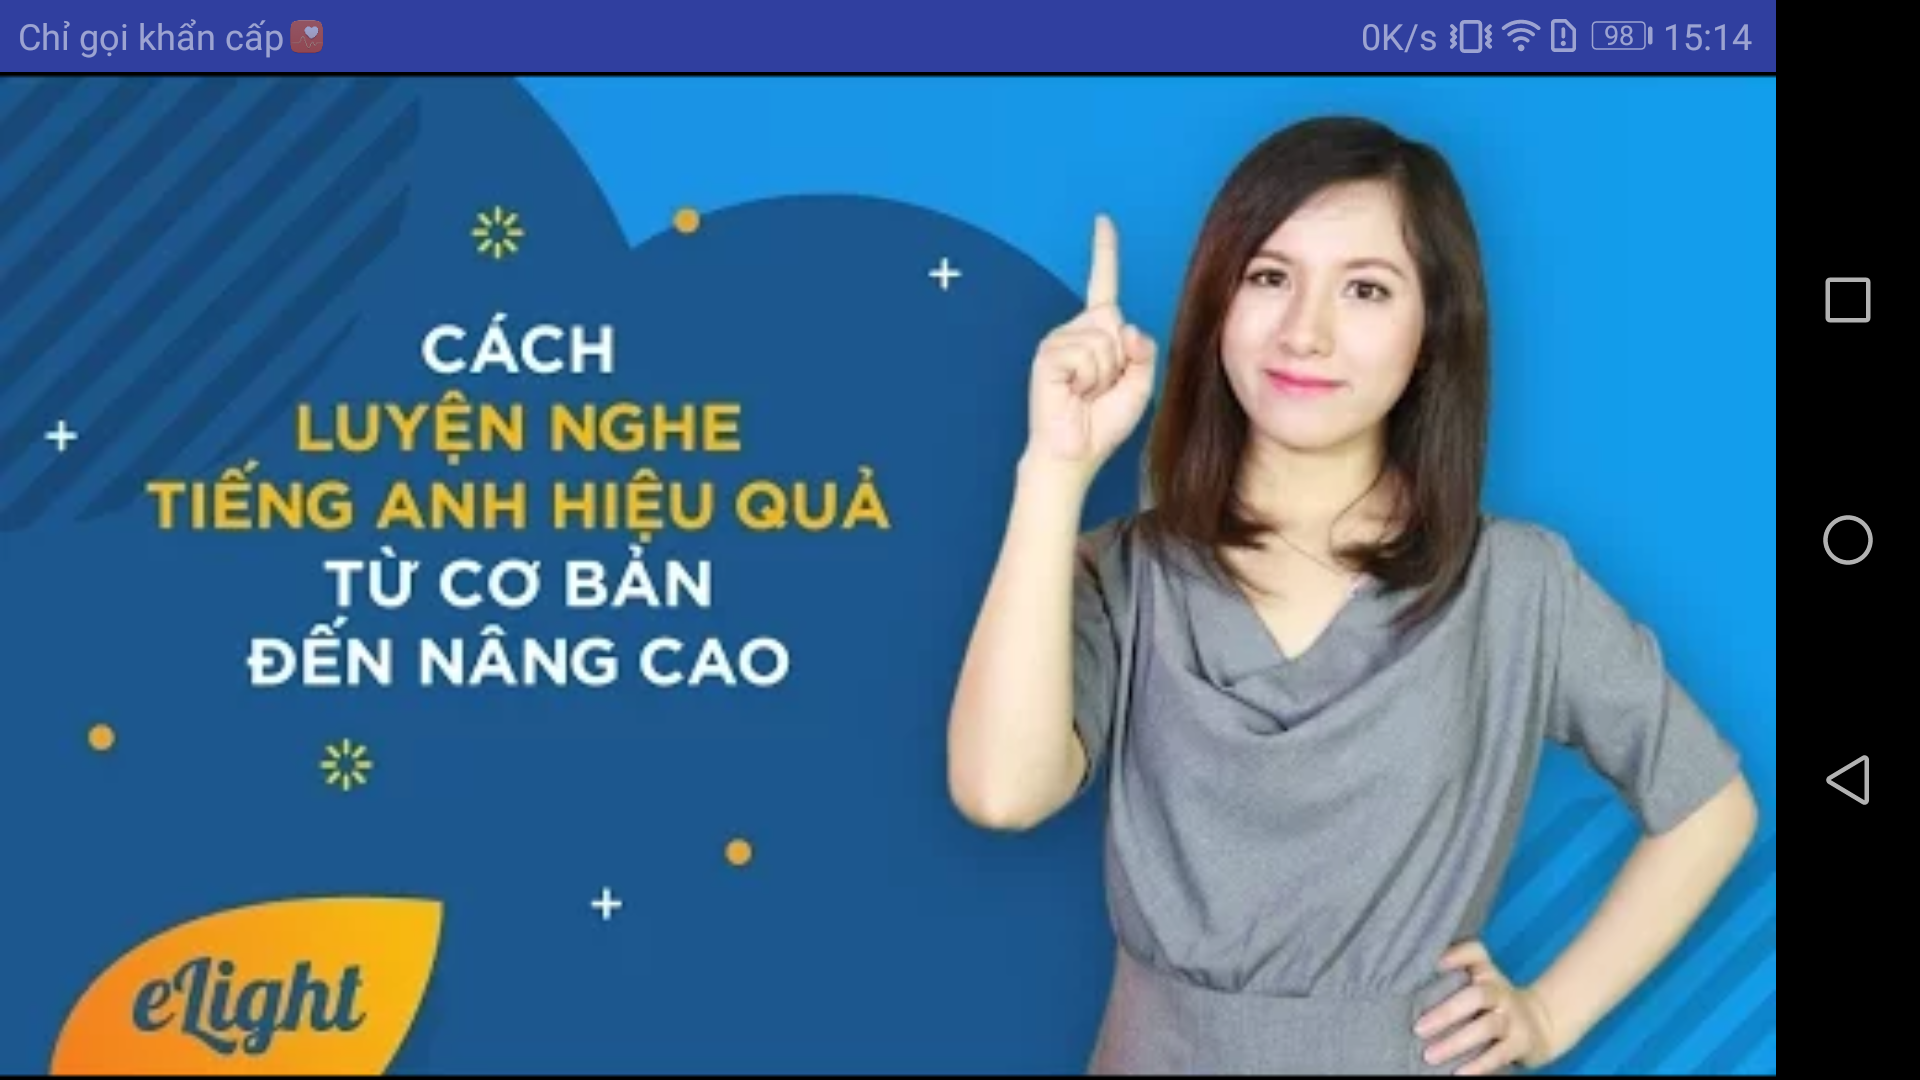 Chỉ gọi khẩn cấp
0K/s 98 15:14
CÁCH
LUYỆN NGHE
TIẾNG ANH HIỆU QUẢ
TỪ CƠ BẢN
ĐẾN NÂNG CAO
eLight